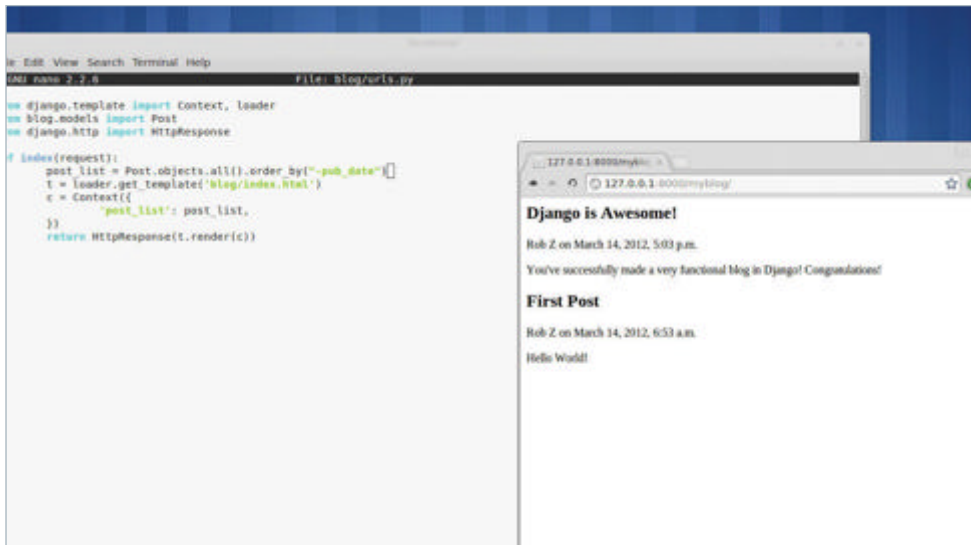 le Edit View Search Terminal Help
GNU nano 2.2.6 File: blog/urls.py
om django.template import Context, loader
om blog.models import Post
om django.http import HttpResponse
f index(request):
post_list = Post.objects.all().order_by("-pub_date")
t = loader.get_template('blog/index.html')
c = Context({
'post_list': post_list,
})
return HttpResponse(t.render(c))
127.0.0.1:8000/myblog
127.0.0.1:8000/myblog/
Django is Awesome!
Rob Z on March 14, 2012, 5:03 p.m.
You've successfully made a very functional blog in Django! Congratulations!
First Post
Rob Z on March 14, 2012, 6:53 a.m.
Hello World!